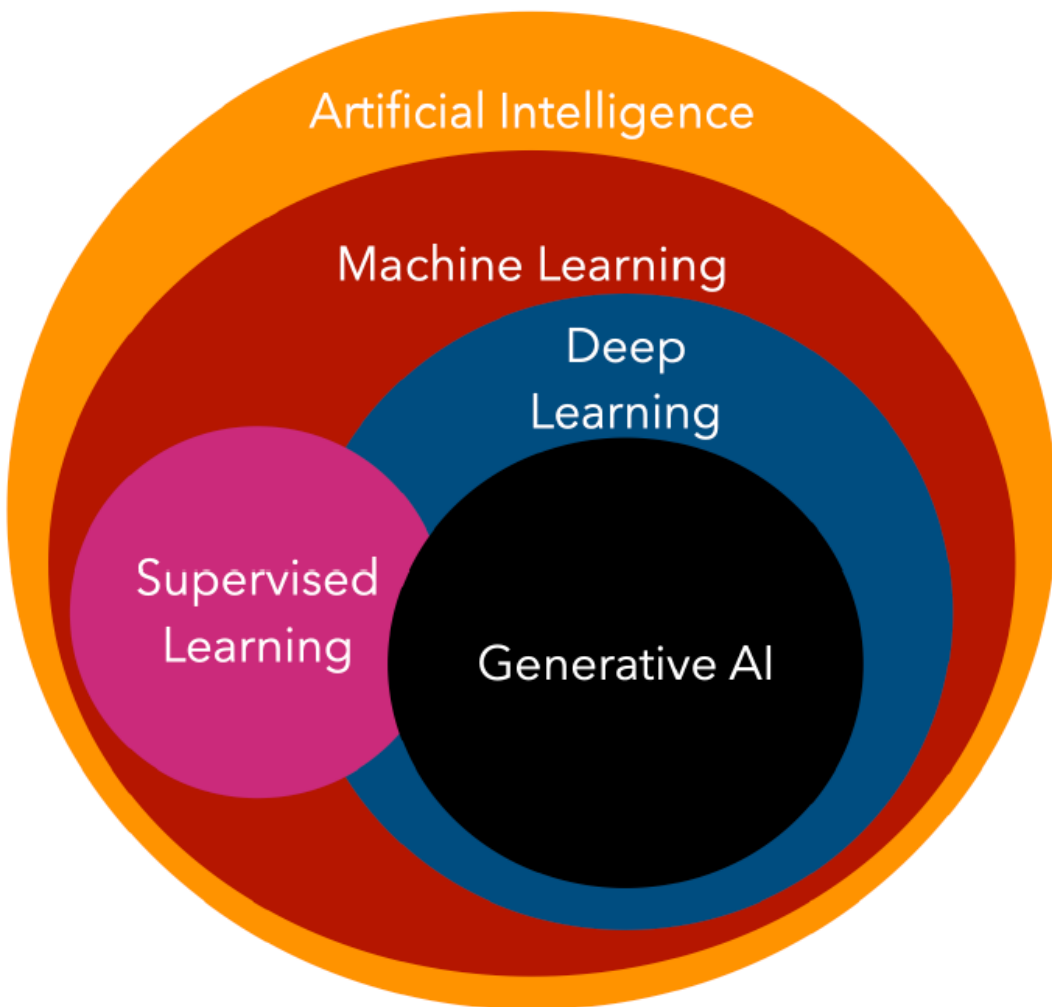 Artificial Intelligence
Machine Learning
Deep
Learning
Supervised
Learning
Generative AI